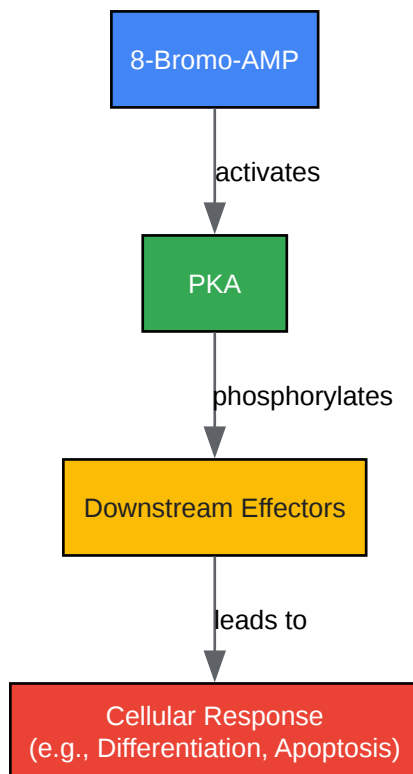 8-Bromo-AMP
activates
PKA
phosphorylates
Downstream Effectors
leads to
Cellular Response
(e.g., Differentiation, Apoptosis)